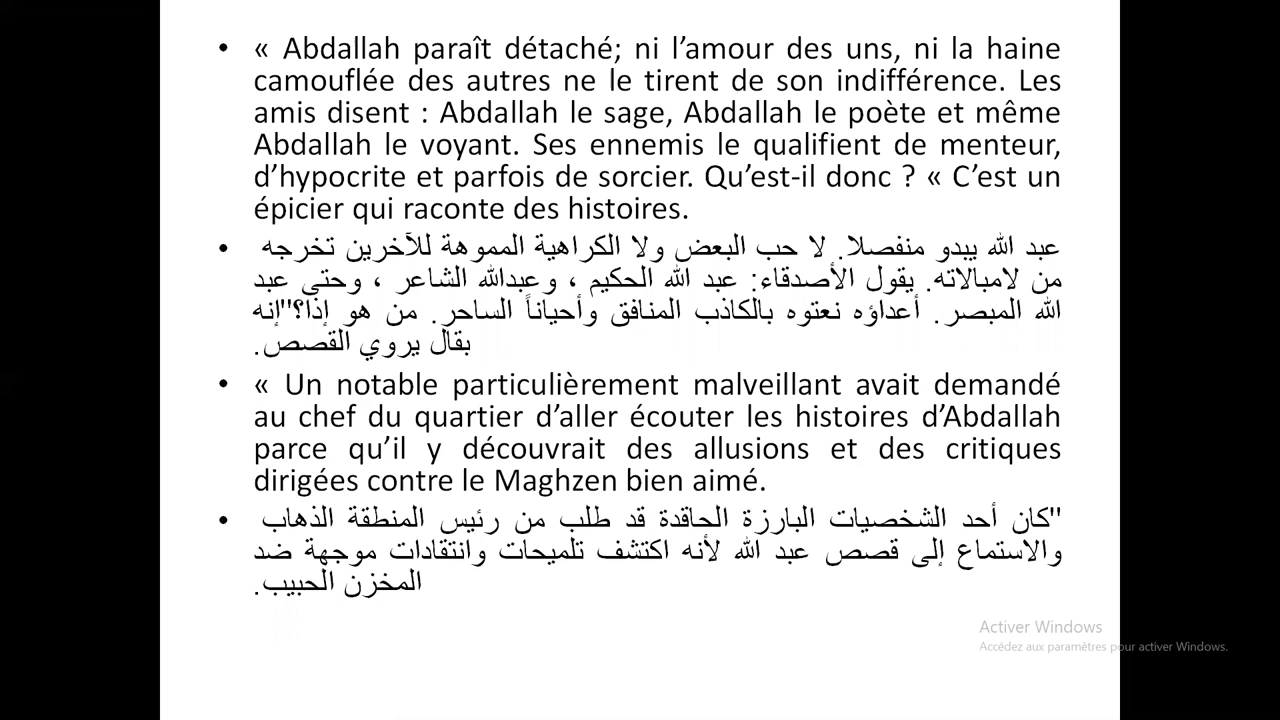 • « Abdallah paraît détaché; ni l’amour des uns, ni la haine
camouflée des autres ne le tirent de son indifférence. Les
amis disent : Abdallah le sage, Abdallah le poète et même
Abdallah le voyant. Ses ennemis le qualifient de menteur,
d’hypocrite et parfois de sorcier. Qu’est-il donc ? « C’est un
épicier qui raconte des histoires.
• عبد الله يبدو منفصلا. لا حب البعض ولا الكراهية المموهة للآخرين تخرجه
من لامبالاته. يقول الأصدقاء: عبد الله الحكيم ، وعبدالله الشاعر ، وحتى عبد
الله المبصر. أعداؤه نعتوه بالكاذب المنافق وأحياناً الساحر. من هو إذا؟"إنه
بقال يروي القصص.
• « Un notable particulièrement malveillant avait demandé
au chef du quartier d’aller écouter les histoires d’Abdallah
parce qu’il y découvrait des allusions et des critiques
dirigées contre le Maghzen bien aimé.
• "كان أحد الشخصيات البارزة الحاقدة قد طلب من رئيس المنطقة الذهاب
والاستماع إلى قصص عبد الله لأنه اكتشف تلميحات وانتقادات موجهة ضد
المخزن الحبيب.
Activer Windows
Accédez aux paramètres pour activer Windows.